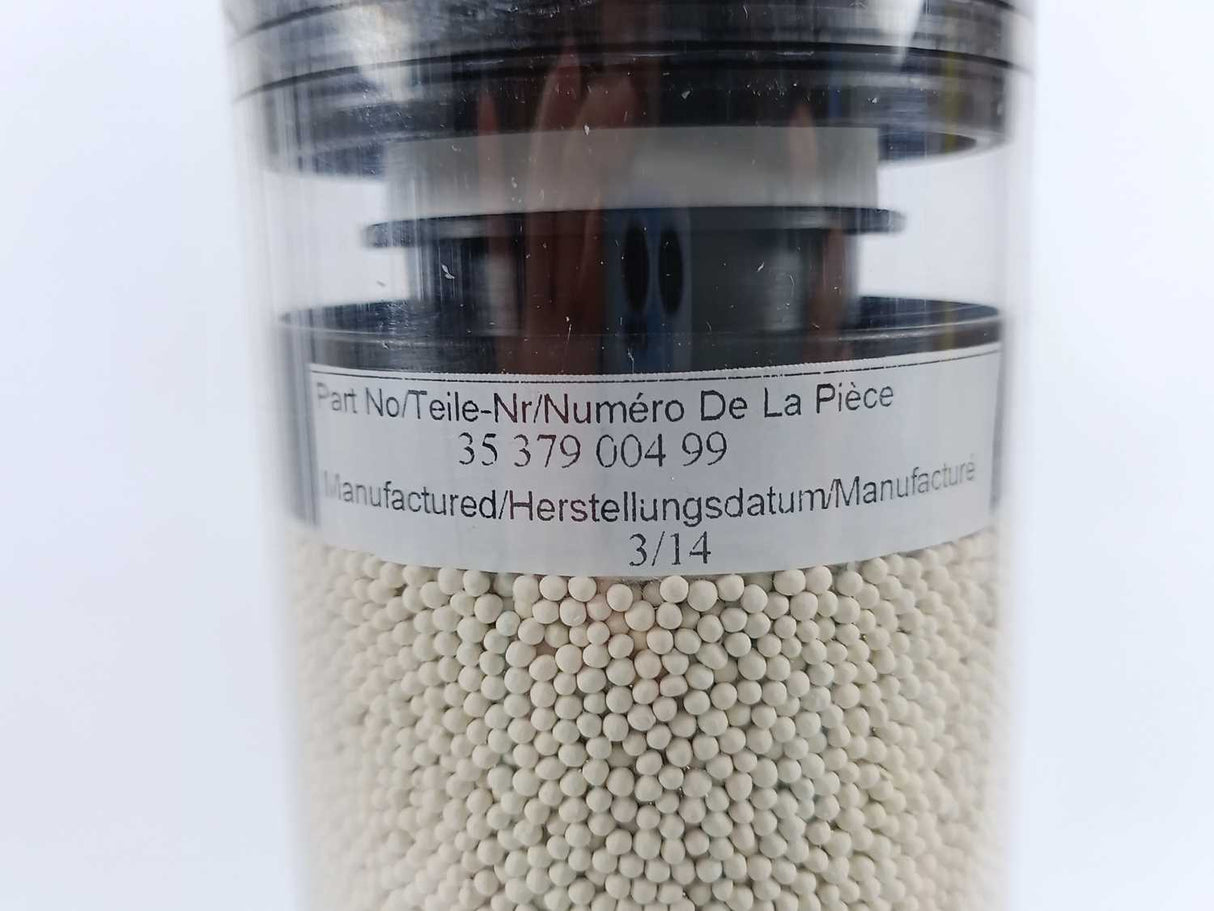 Part No/Teile-Nr/Numéro De La Pièce
35 379 004 99
Manufactured/Herstellungsdatum/Manufacturé
3/14